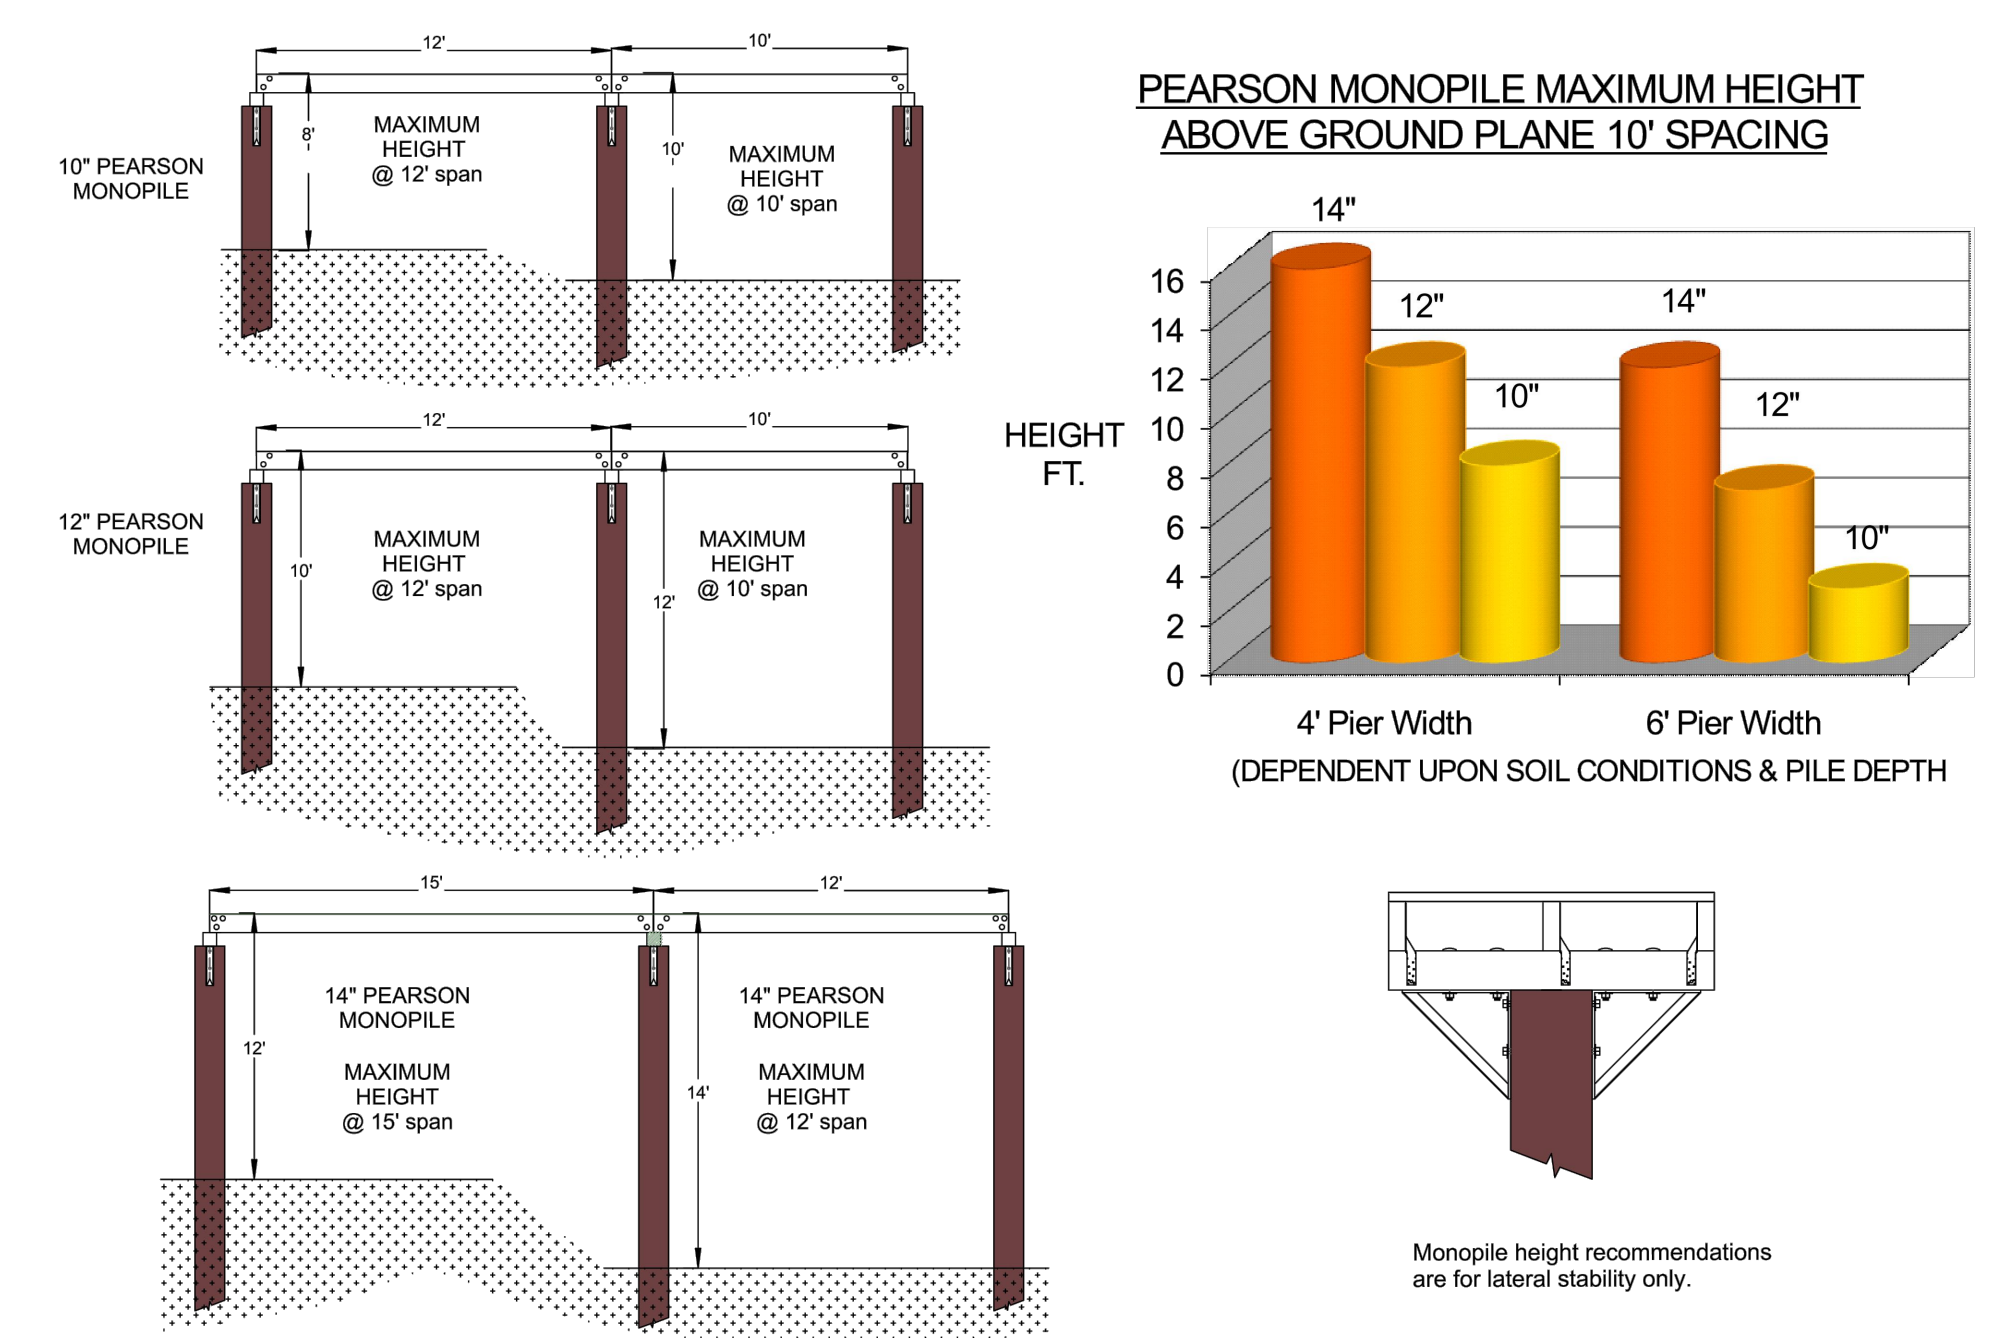 12'
10'
8'
MAXIMUM
HEIGHT
@ 12' span
10'
MAXIMUM
HEIGHT
@ 10' span
10" PEARSON
MONOPILE
12'
10'
12" PEARSON
MONOPILE
10'
MAXIMUM
HEIGHT
@ 12' span
12'
MAXIMUM
HEIGHT
@ 10' span
15'
12'
12'
14" PEARSON
MONOPILE
MAXIMUM
HEIGHT
@ 15' span
14'
14" PEARSON
MONOPILE
MAXIMUM
HEIGHT
@ 12' span
PEARSON MONOPILE MAXIMUM HEIGHT
ABOVE GROUND PLANE 10' SPACING
HEIGHT
FT.
16
14
12
10
8
6
4
2
0
14"
12"
10"
14"
12"
10"
4' Pier Width
6' Pier Width
(DEPENDENT UPON SOIL CONDITIONS & PILE DEPTH
Monopile height recommendations
are for lateral stability only.